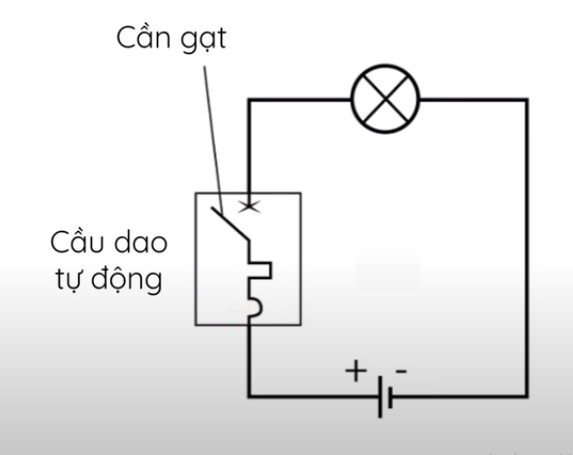 Cần gạt
Cầu dao
tự động
+ -